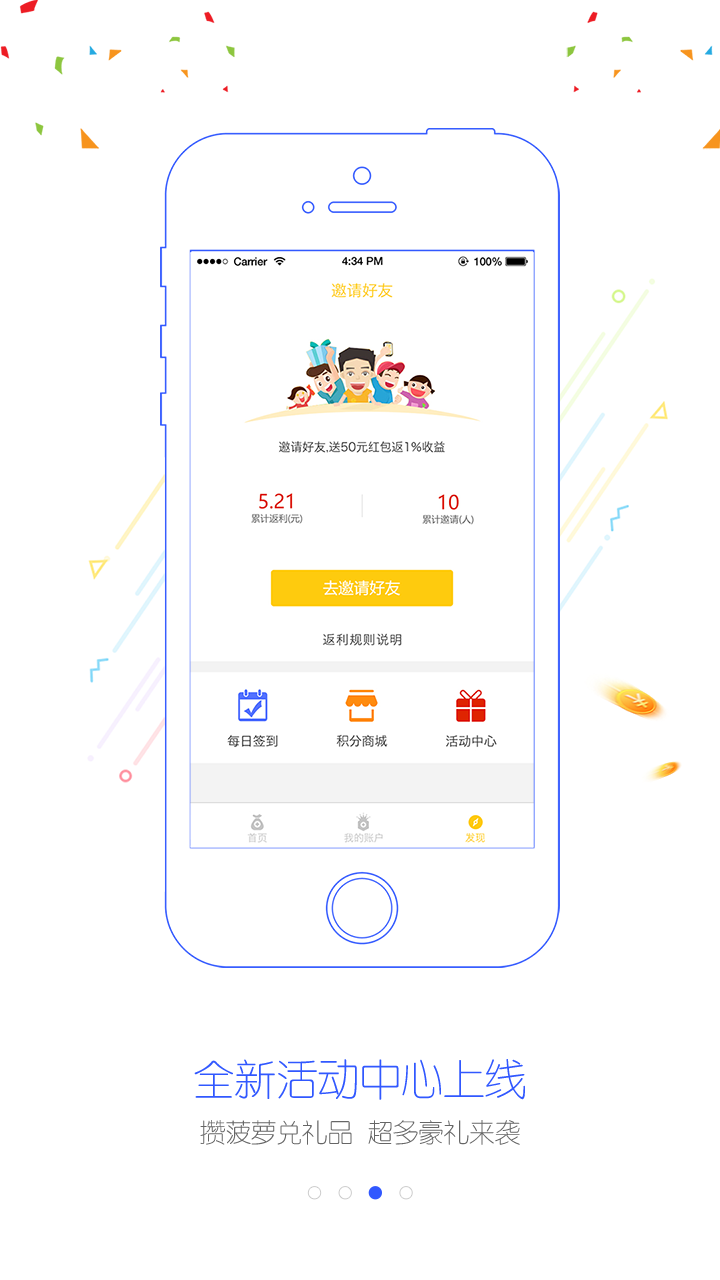 Carrier 4:34 PM 100%
邀请好友
邀请好友,送50元红包返1%收益
5.21 10
累计返利(元) 累计邀请(人)
去邀请好友
返利规则说明
每日签到 积分商城 活动中心
首页 我的账户 发现
全新活动中心上线
攒菠萝兑礼品 超多豪礼来袭